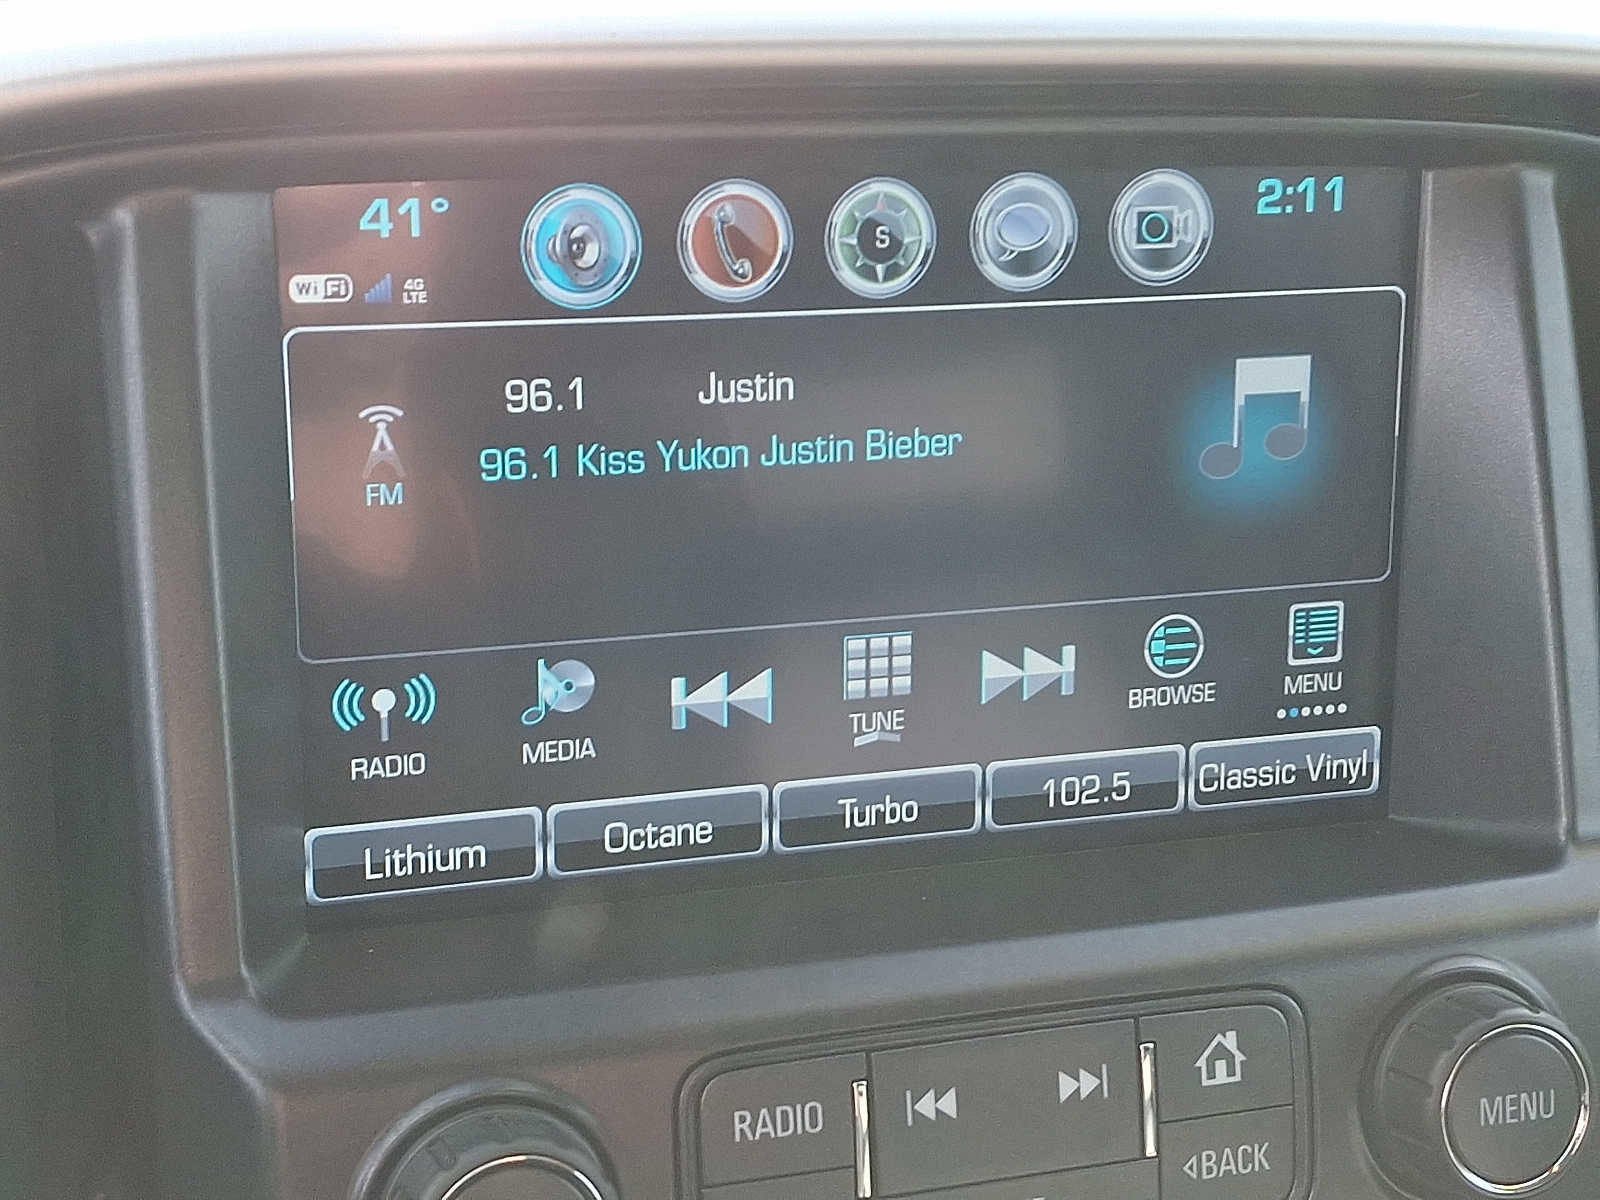 41° 2:11
S
WiFi 4G LTE
96.1 Justin
96.1 Kiss Yukon Justin Bieber
FM
RADIO MEDIA TUNE BROWSE MENU
Lithium Octane Turbo 102.5 Classic Vinyl
RADIO MENU
BACK